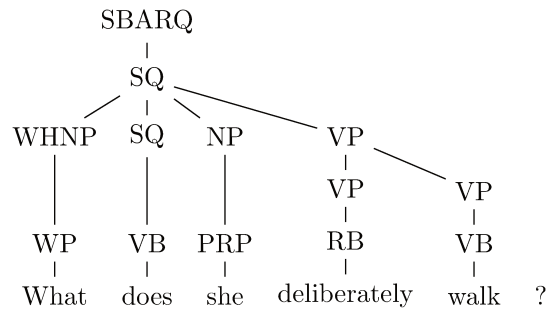 SBARQ
SQ
WHNP SQ NP VP
VP VP
WP VB PRP RB VB
What does she deliberately walk ?